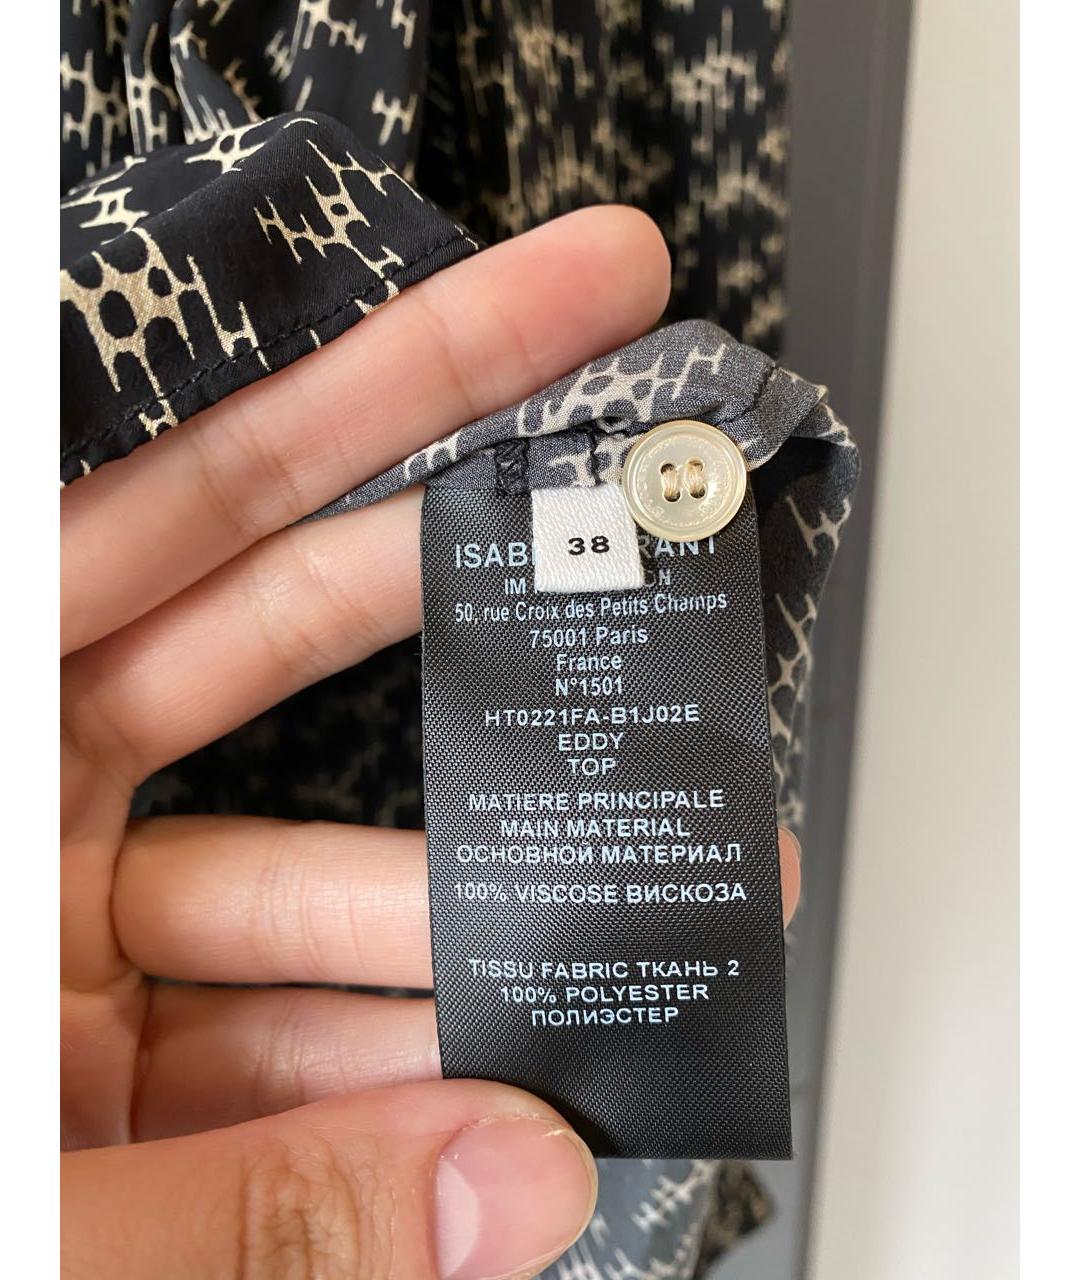 38
50, rue Croix des Petits Champs
75001 Paris
France
N°1501
HT0221FA-B1J02E
EDDY
TOP
MATIERE PRINCIPALE
MAIN MATERIAL
ОСНОВНОЙ МАТЕРИАЛ
100% VISCOSE ВИСКОЗА
TISSU FABRIC ТКАНЬ 2
100% POLYESTER
ПОЛИЭСТЕР